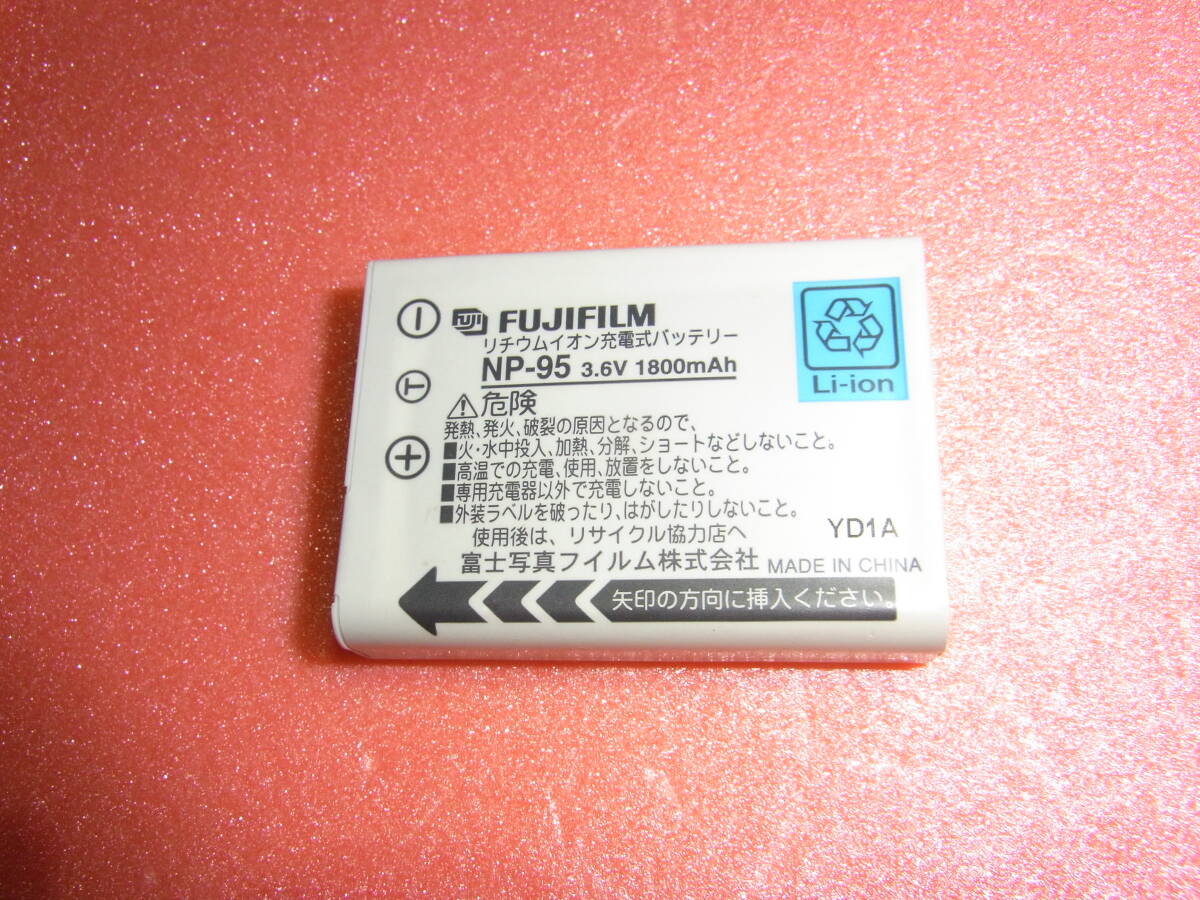 FUJI FUJIFILM
リチウムイオン充電式バッテリー
NP-95 3.6V 1800mAh
Li-ion
−
T
+
危険
発熱、発火、破裂の原因となるので、
■火・水中投入、加熱、分解、ショートなどしないこと。
■高温での充電、使用、放置をしないこと。
■専用充電器以外で充電しないこと。
■外装ラベルを破ったり、はがしたりしないこと。
使用後は、リサイクル協力店へ
YD1A
富士写真フイルム株式会社 MADE IN CHINA
矢印の方向に挿入ください。